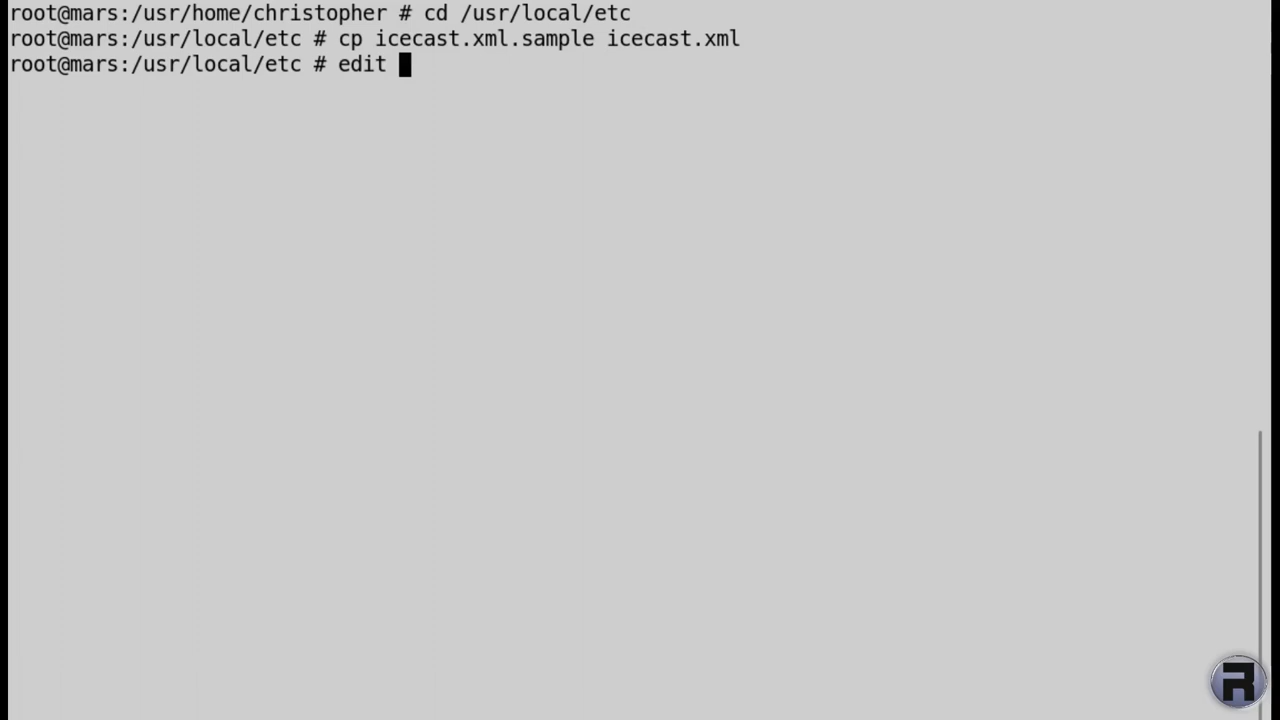 root@mars:/usr/home/christopher # cd /usr/local/etc
root@mars:/usr/local/etc # cp icecast.xml.sample icecast.xml
root@mars:/usr/local/etc # edit
R